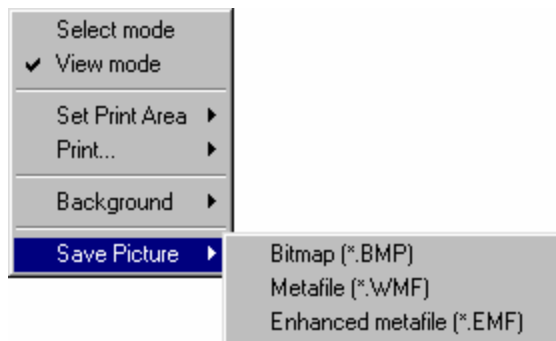 Select mode
View mode
Set Print Area
Print...
Background
Save Picture
Bitmap (*.BMP)
Metafile (*.WMF)
Enhanced metafile (*.EMF)